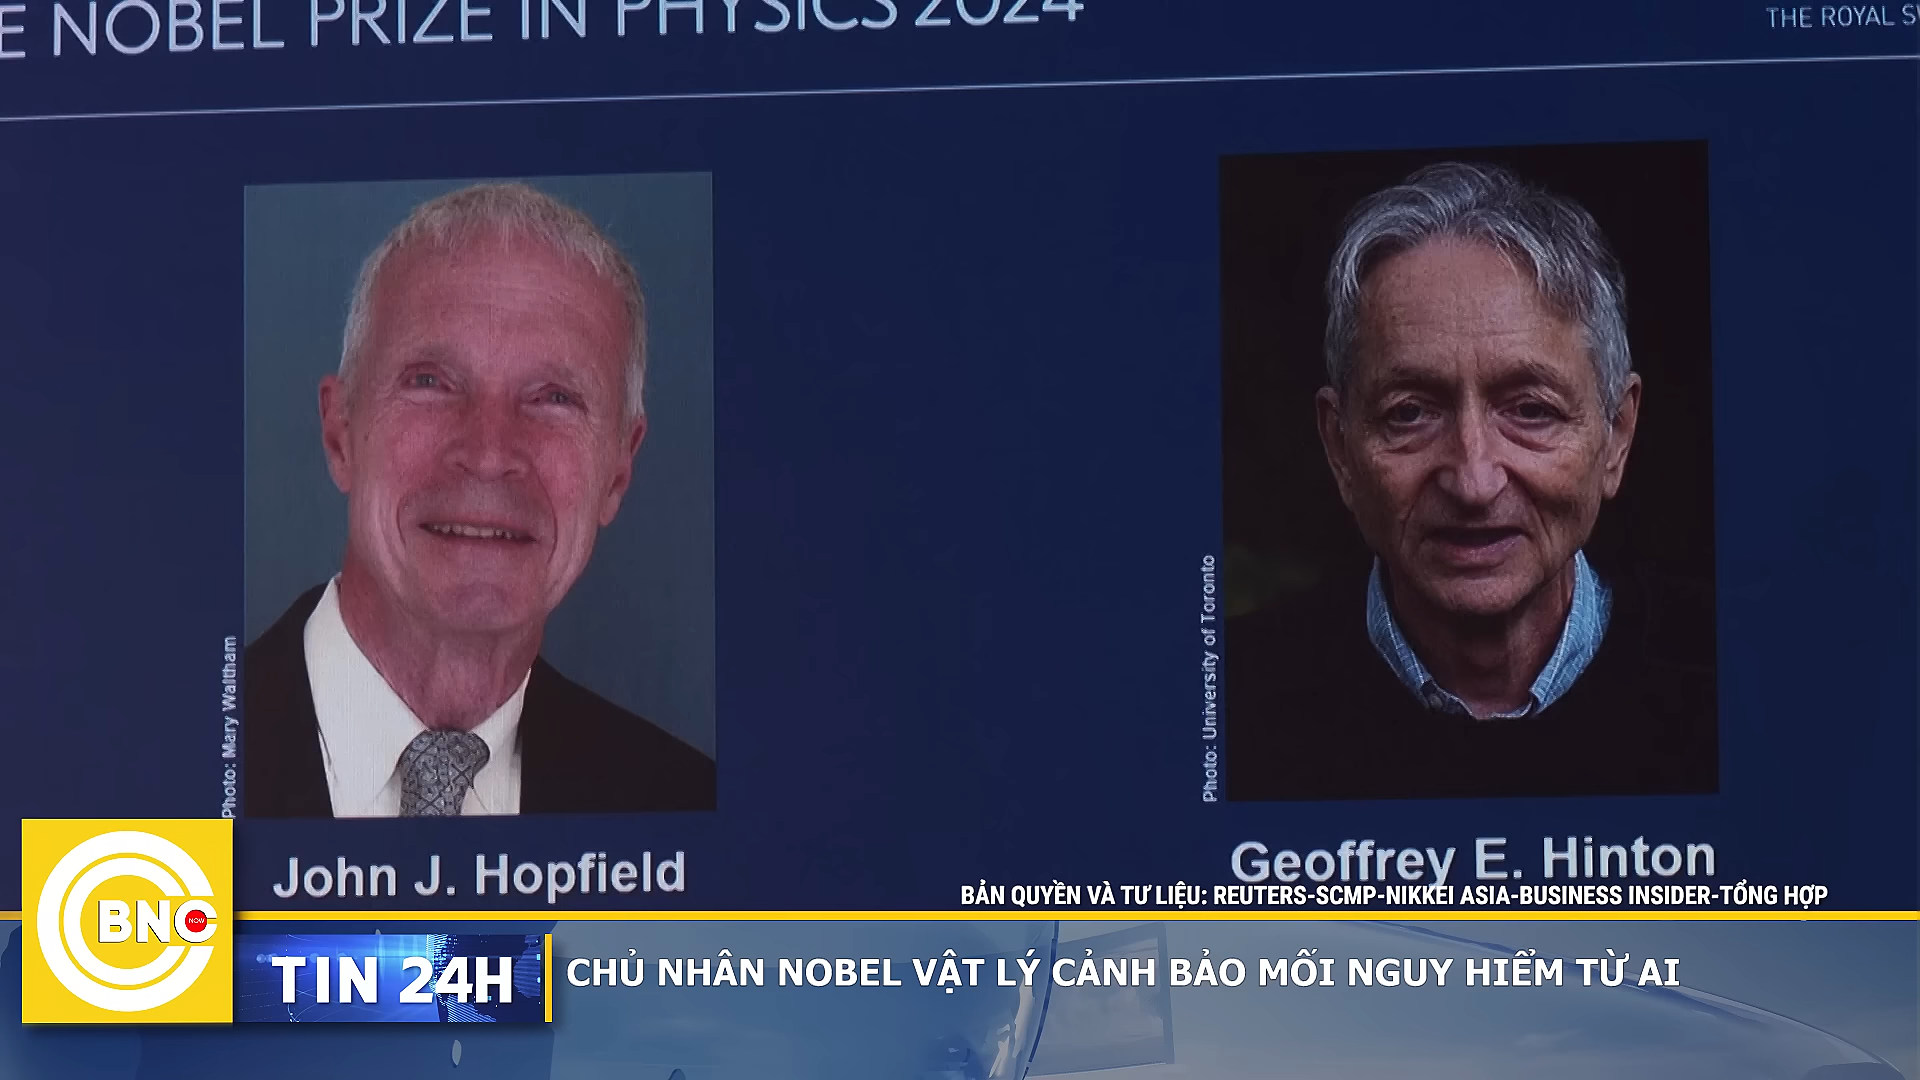 E NOBEL PRIZE IN PHYSICS 2024
THE ROYAL S
Photo: Mary Waltham
Photo: University of Toronto
John J. Hopfield
Geoffrey E. Hinton
BẢN QUYỀN VÀ TƯ LIỆU: REUTERS-SCMP-NIKKEI ASIA-BUSINESS INSIDER-TỔNG HỢP
BNC
NOW
TIN 24H
CHỦ NHÂN NOBEL VẬT LÝ CẢNH BẢO MỐI NGUY HIỂM TỪ AI